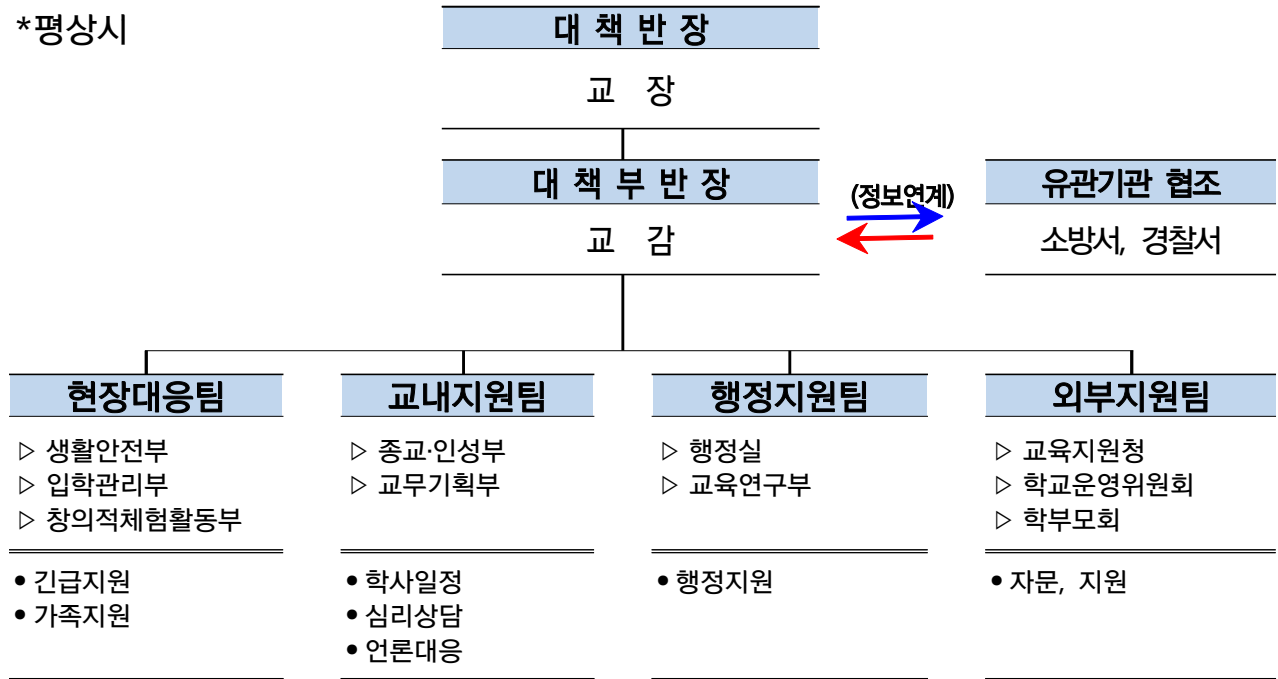 *평상시
대 책 반 장
교 장
대 책 부 반 장
교 감
(정보연계)
유관기관 협조
소방서, 경찰서
현장대응팀
▷ 생활안전부
▷ 입학관리부
▷ 창의적체험활동부
• 긴급지원
• 가족지원
교내지원팀
▷ 종교·인성부
▷ 교무기획부
• 학사일정
• 심리상담
• 언론대응
행정지원팀
▷ 행정실
▷ 교육연구부
• 행정지원
외부지원팀
▷ 교육지원청
▷ 학교운영위원회
▷ 학부모회
• 자문, 지원